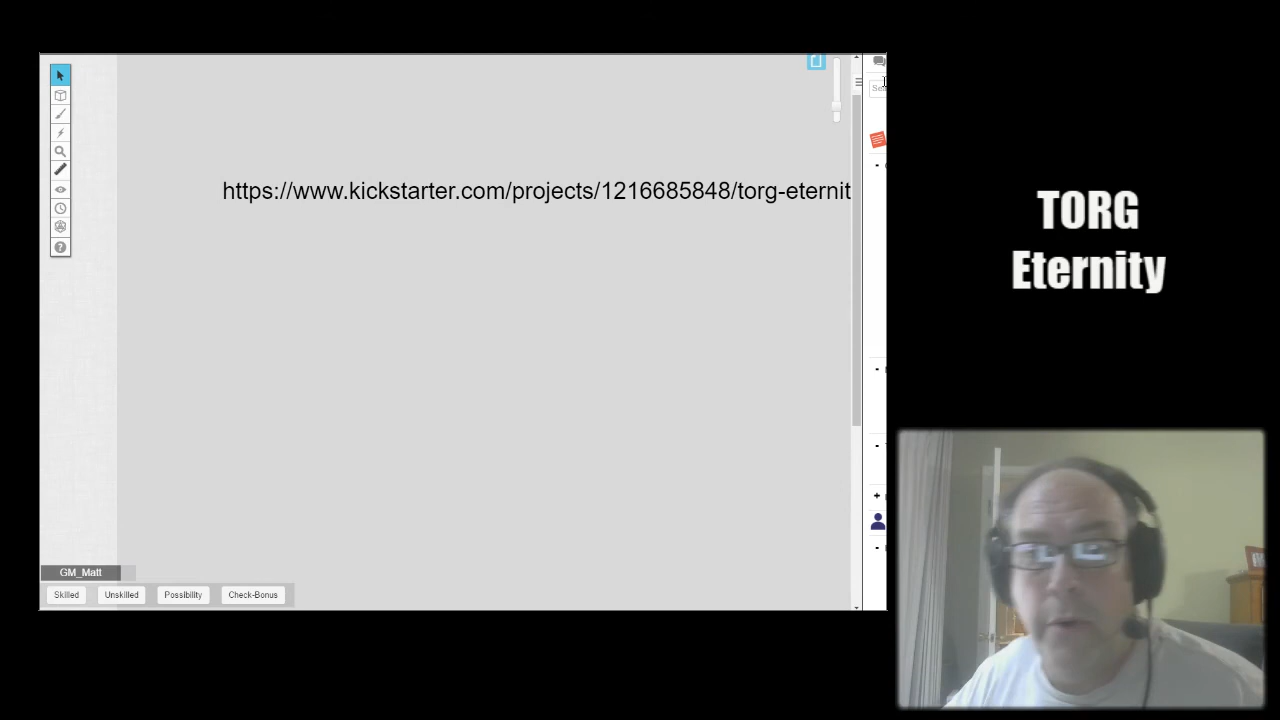 https://www.kickstarter.com/projects/1216685848/torg-eternit
TORG
Eternity
GM_Matt
Skilled
Unskilled
Possibility
Check-Bonus